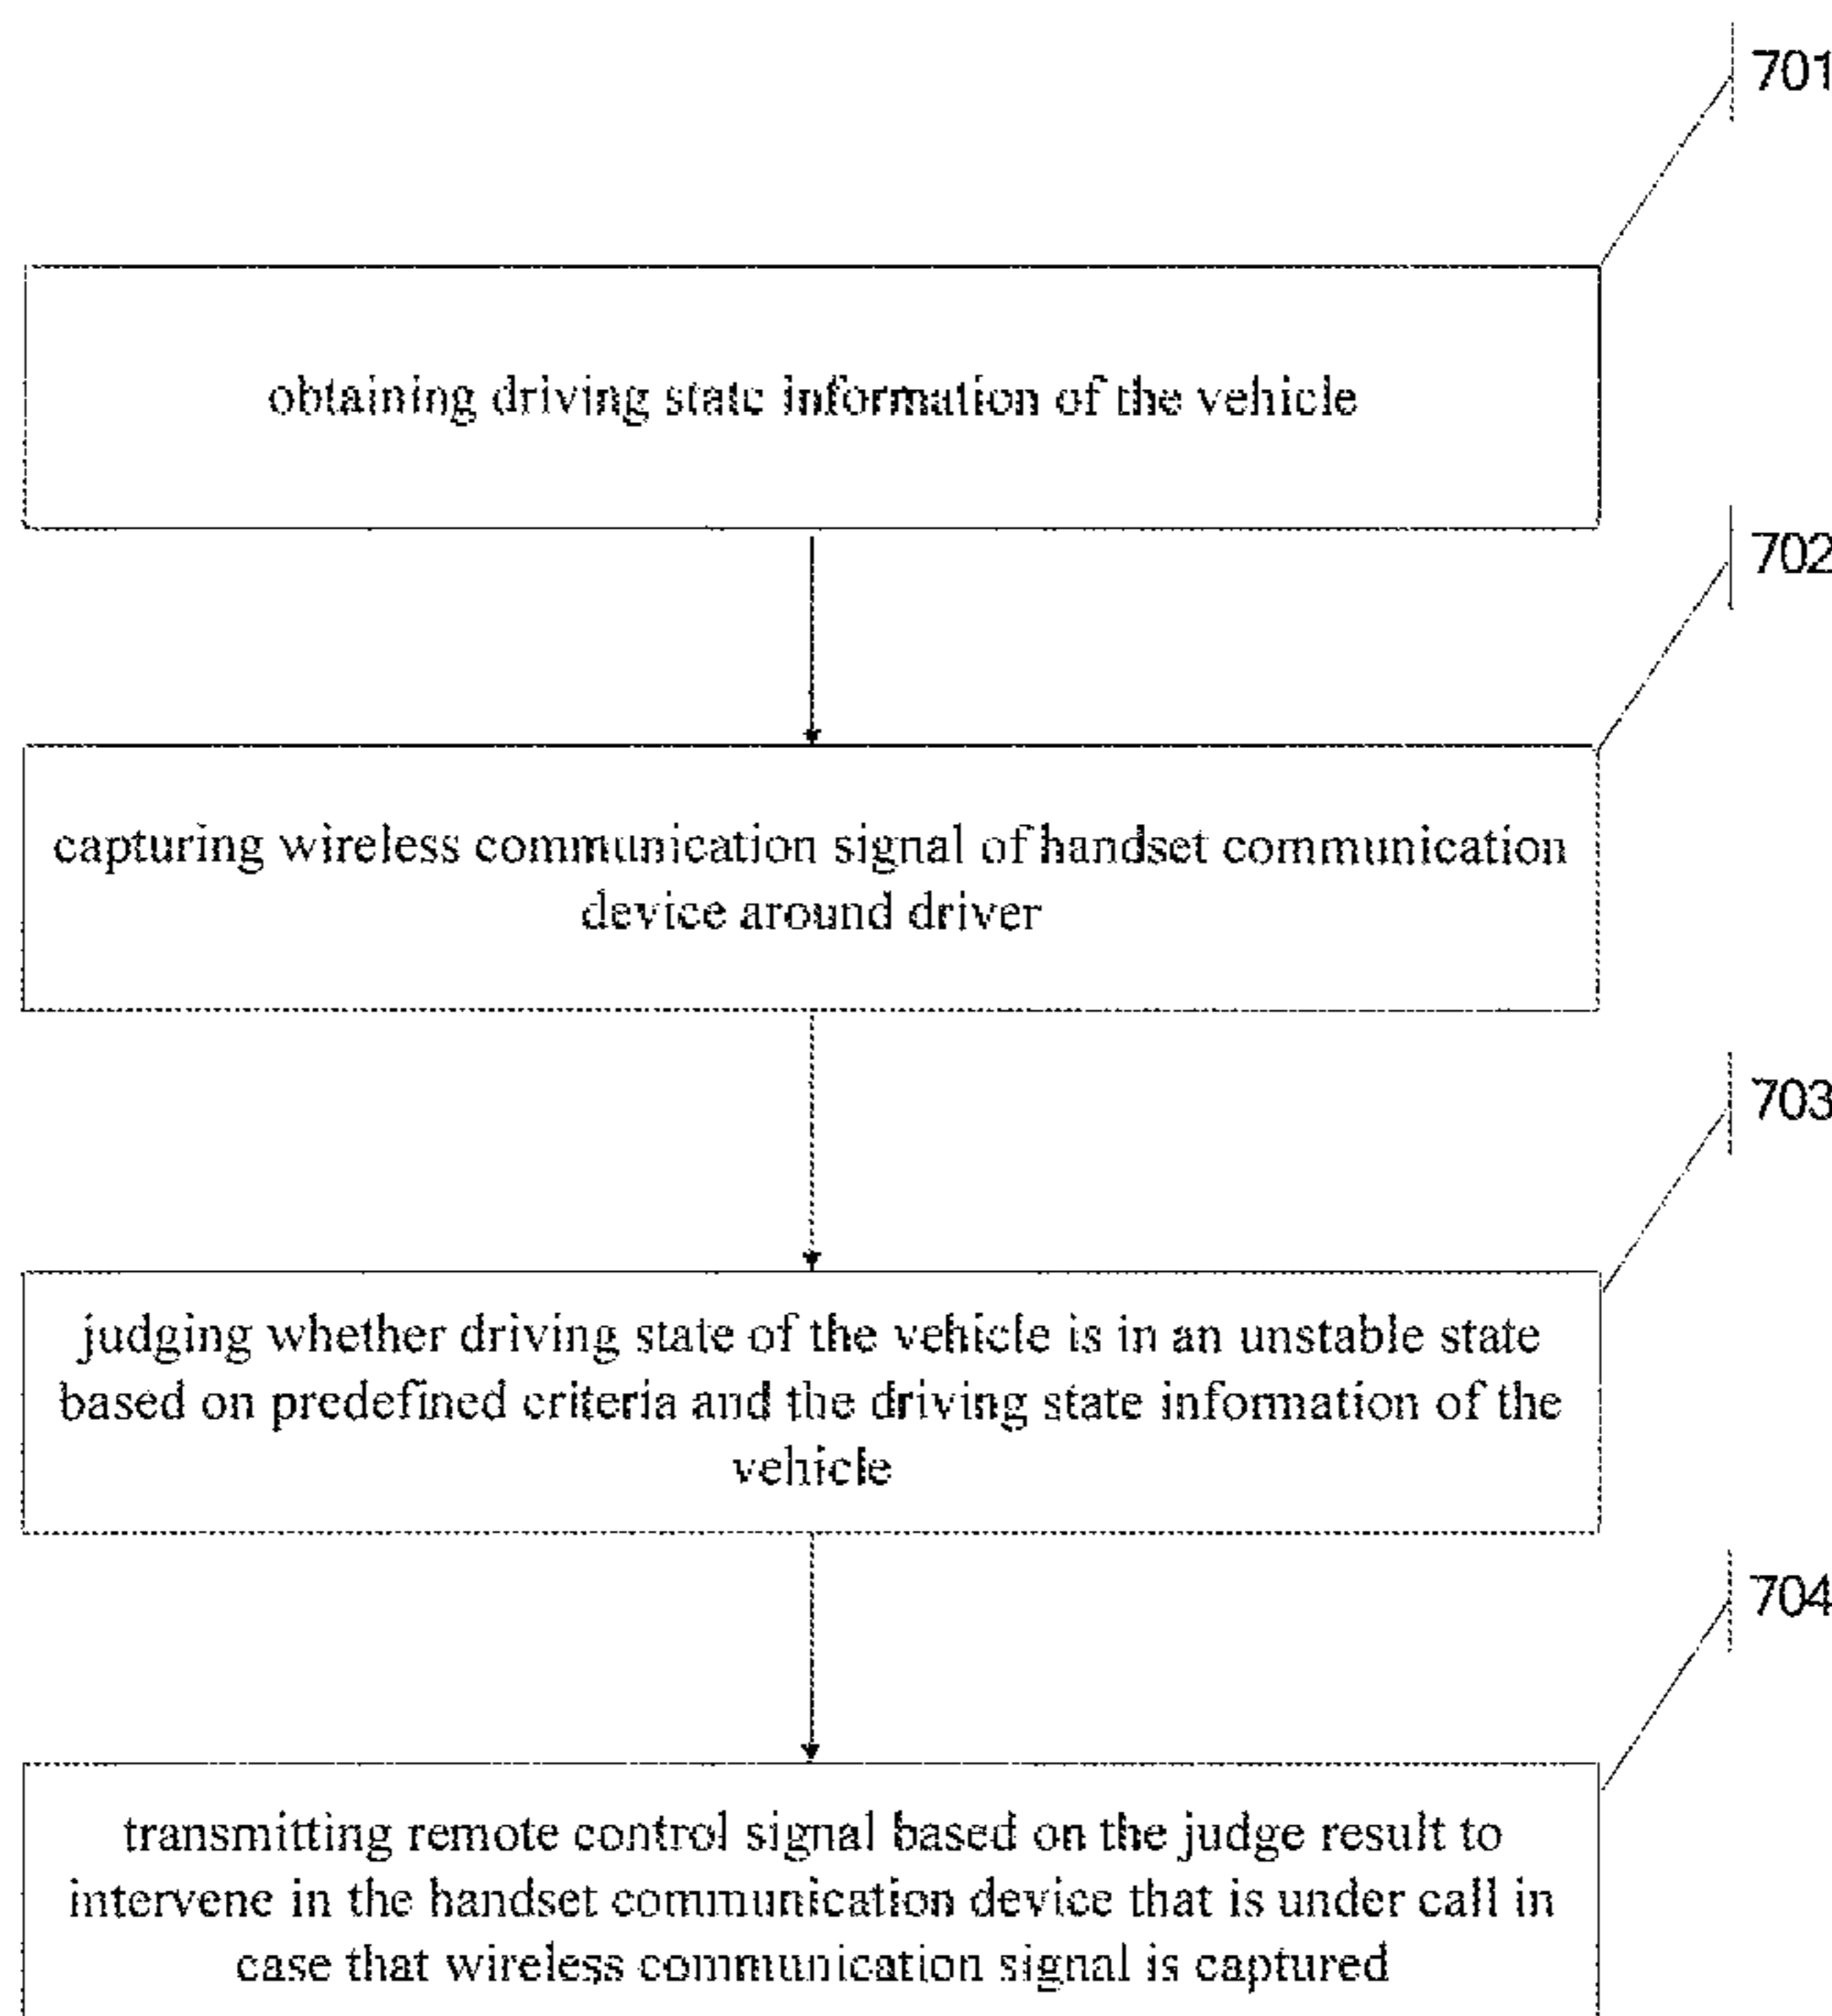 701
obtaining driving state information of the vehicle
702
capturing wireless communication signal of handset communication
device around driver
703
judging whether driving state of the vehicle is in an unstable state
based on predefined criteria and the driving state information of the
vehicle
704
transmitting remote control signal based on the judge result to
intervene in the handset communication device that is under call in
case that wireless communication signal is captured